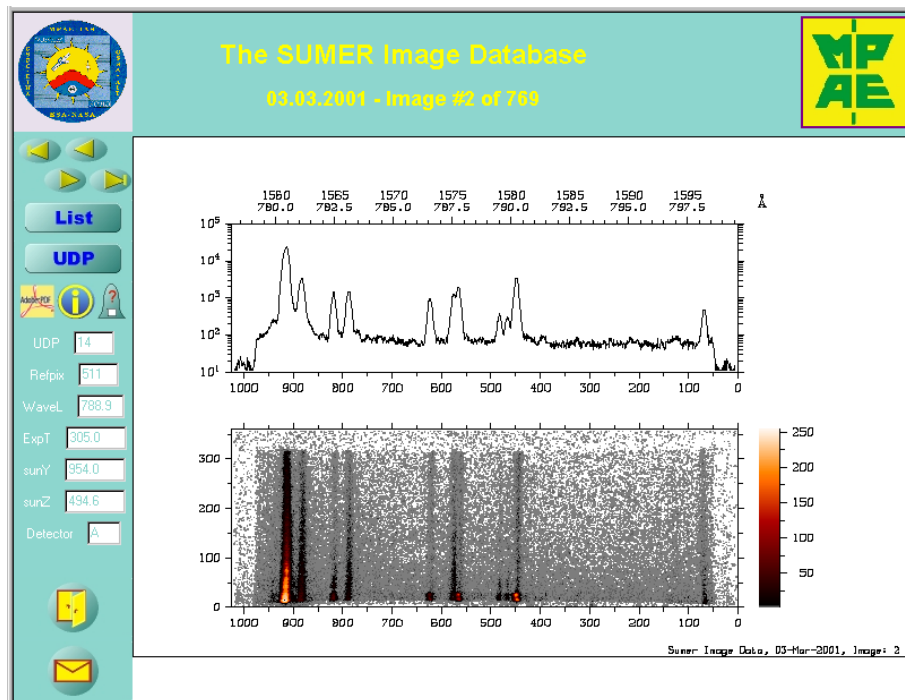 The SUMER Image Database
03.03.2001 - Image #2 of 769
MP
AE
List
UDP
Adobe PDF
UDP 14
Refpix 511
WaveL 788.9
ExpT 305.0
sunY 954.0
sunZ 494.6
Detector A
1560 1565 1570 1575 1580 1585 1590 1595
780.0 782.5 785.0 787.5 790.0 792.5 795.0 797.5
Å
10⁵
10⁴
10³
10²
10¹
1000 900 800 700 600 500 400 300 200 100 0
300
200
100
0
1000 900 800 700 600 500 400 300 200 100 0
250
200
150
100
50
Sumer Image Data, 03-Mar-2001, Image: 2